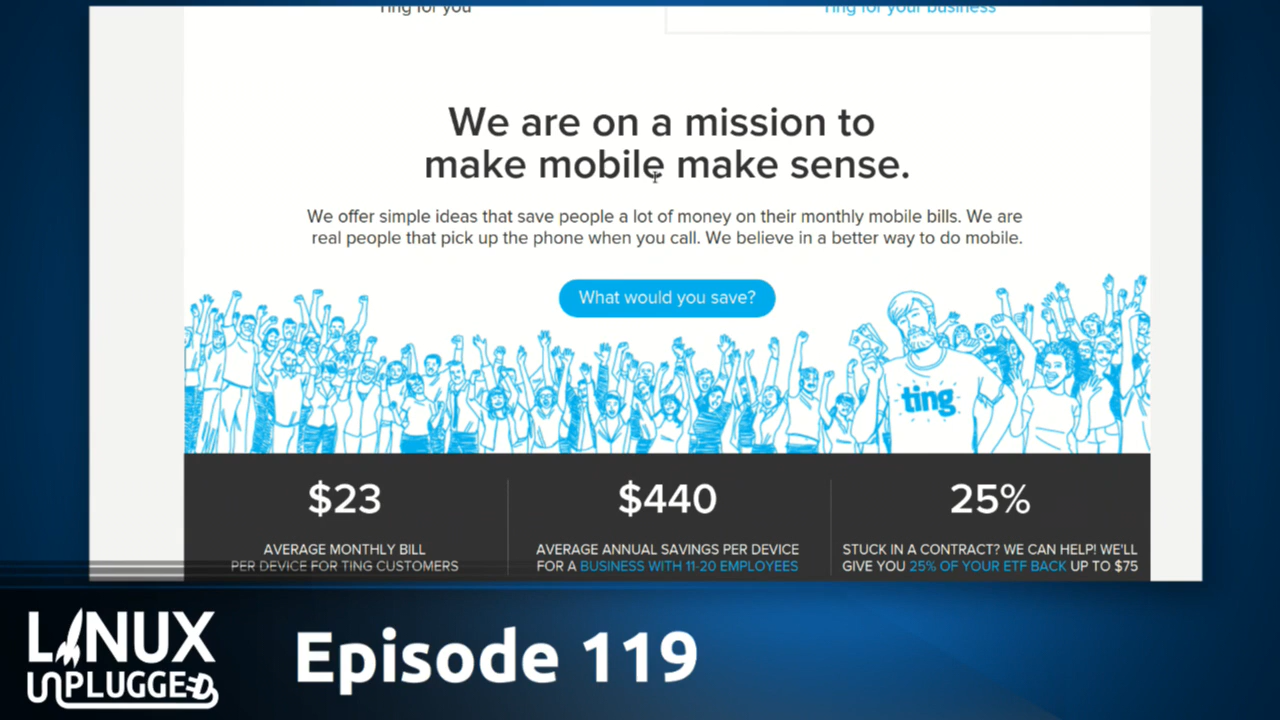 Ting for you
Ting for your business
We are on a mission to
make mobile make sense.
We offer simple ideas that save people a lot of money on their monthly mobile bills. We are
real people that pick up the phone when you call. We believe in a better way to do mobile.
What would you save?
ting
$23
AVERAGE MONTHLY BILL
PER DEVICE FOR TING CUSTOMERS
$440
AVERAGE ANNUAL SAVINGS PER DEVICE
FOR A BUSINESS WITH 11-20 EMPLOYEES
25%
STUCK IN A CONTRACT? WE CAN HELP! WE'LL
GIVE YOU 25% OF YOUR ETF BACK UP TO $75
LINUX
UNPLUGGED
Episode 119